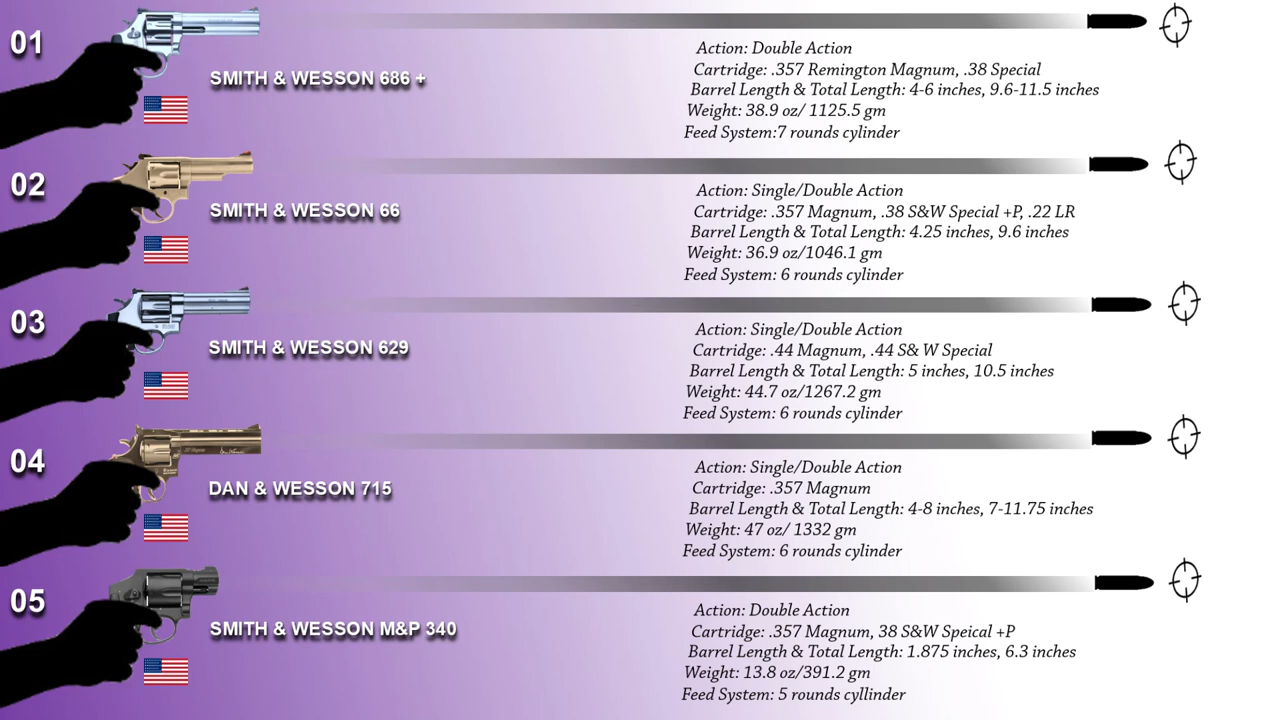 01
SMITH & WESSON 686 +
Action: Double Action
Cartridge: .357 Remington Magnum, .38 Special
Barrel Length & Total Length: 4-6 inches, 9.6-11.5 inches
Weight: 38.9 oz/ 1125.5 gm
Feed System:7 rounds cylinder
02
SMITH & WESSON 66
Action: Single/Double Action
Cartridge: .357 Magnum, .38 S&W Special +P, .22 LR
Barrel Length & Total Length: 4.25 inches, 9.6 inches
Weight: 36.9 oz/1046.1 gm
Feed System: 6 rounds cylinder
03
SMITH & WESSON 629
Action: Single/Double Action
Cartridge: .44 Magnum, .44 S& W Special
Barrel Length & Total Length: 5 inches, 10.5 inches
Weight: 44.7 oz/1267.2 gm
Feed System: 6 rounds cylinder
04
DAN & WESSON 715
Action: Single/Double Action
Cartridge: .357 Magnum
Barrel Length & Total Length: 4-8 inches, 7-11.75 inches
Weight: 47 oz/ 1332 gm
Feed System: 6 rounds cylinder
05
SMITH & WESSON M&P 340
Action: Double Action
Cartridge: .357 Magnum, 38 S&W Speical +P
Barrel Length & Total Length: 1.875 inches, 6.3 inches
Weight: 13.8 oz/391.2 gm
Feed System: 5 rounds cyllinder